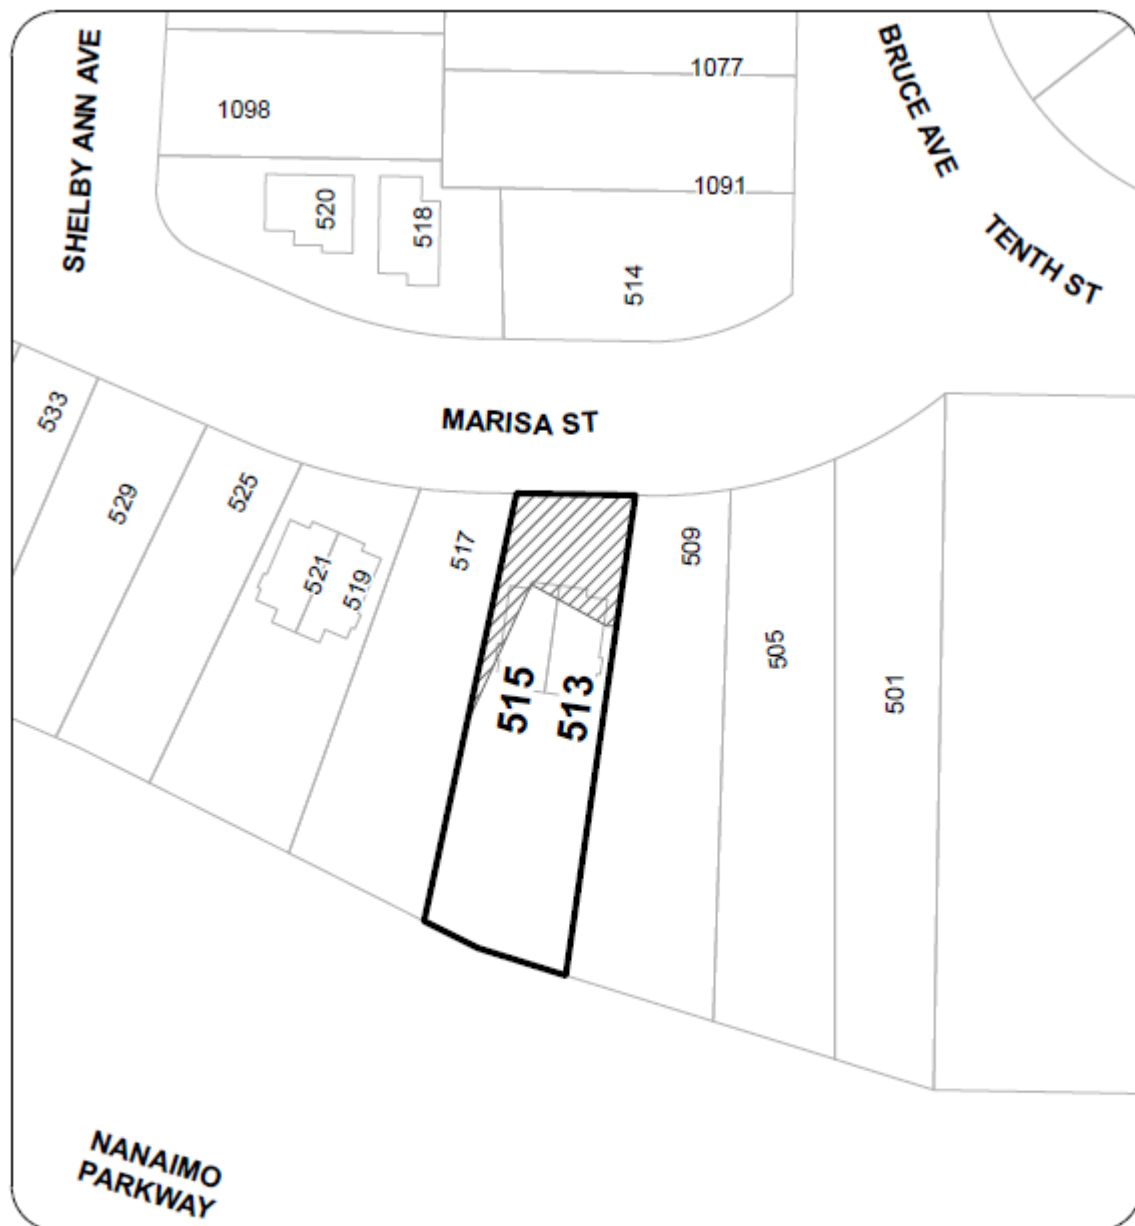 SHELBY ANN AVE
1098
1077
BRUCE AVE
520
518
1091
514
TENTH ST
MARISA ST
533
529
525
521
519
517
515
513
509
505
501
NANAIMO
PARKWAY